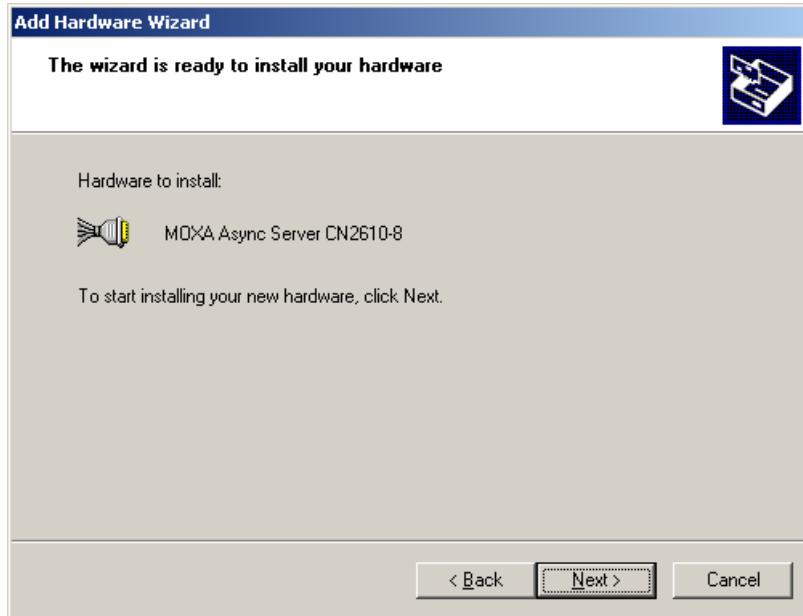 Add Hardware Wizard
The wizard is ready to install your hardware
Hardware to install:
MOXA Async Server CN2610-8
To start installing your new hardware, click Next.
< Back Next > Cancel